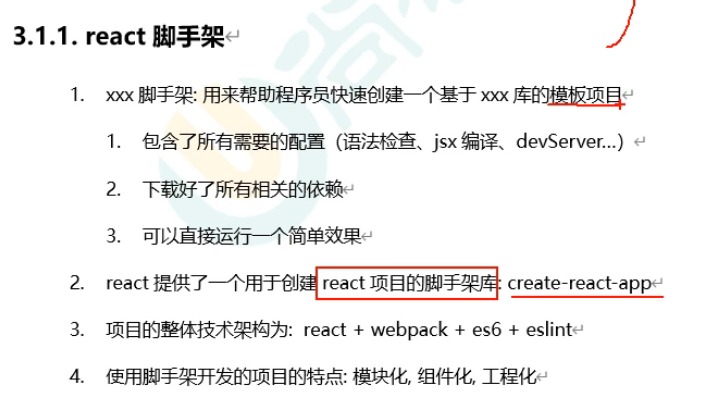 3.1.1. react 脚手架↵
1. xxx 脚手架: 用来帮助程序员快速创建一个基于 xxx 库的模板项目
1. 包含了所有需要的配置（语法检查、jsx 编译、devServer…）↵
2. 下载好了所有相关的依赖↵
3. 可以直接运行一个简单效果↵
2. react 提供了一个用于创建 react 项目的脚手架库: create-react-app↵
3. 项目的整体技术架构为: react + webpack + es6 + eslint↵
4. 使用脚手架开发的项目的特点: 模块化, 组件化, 工程化↵